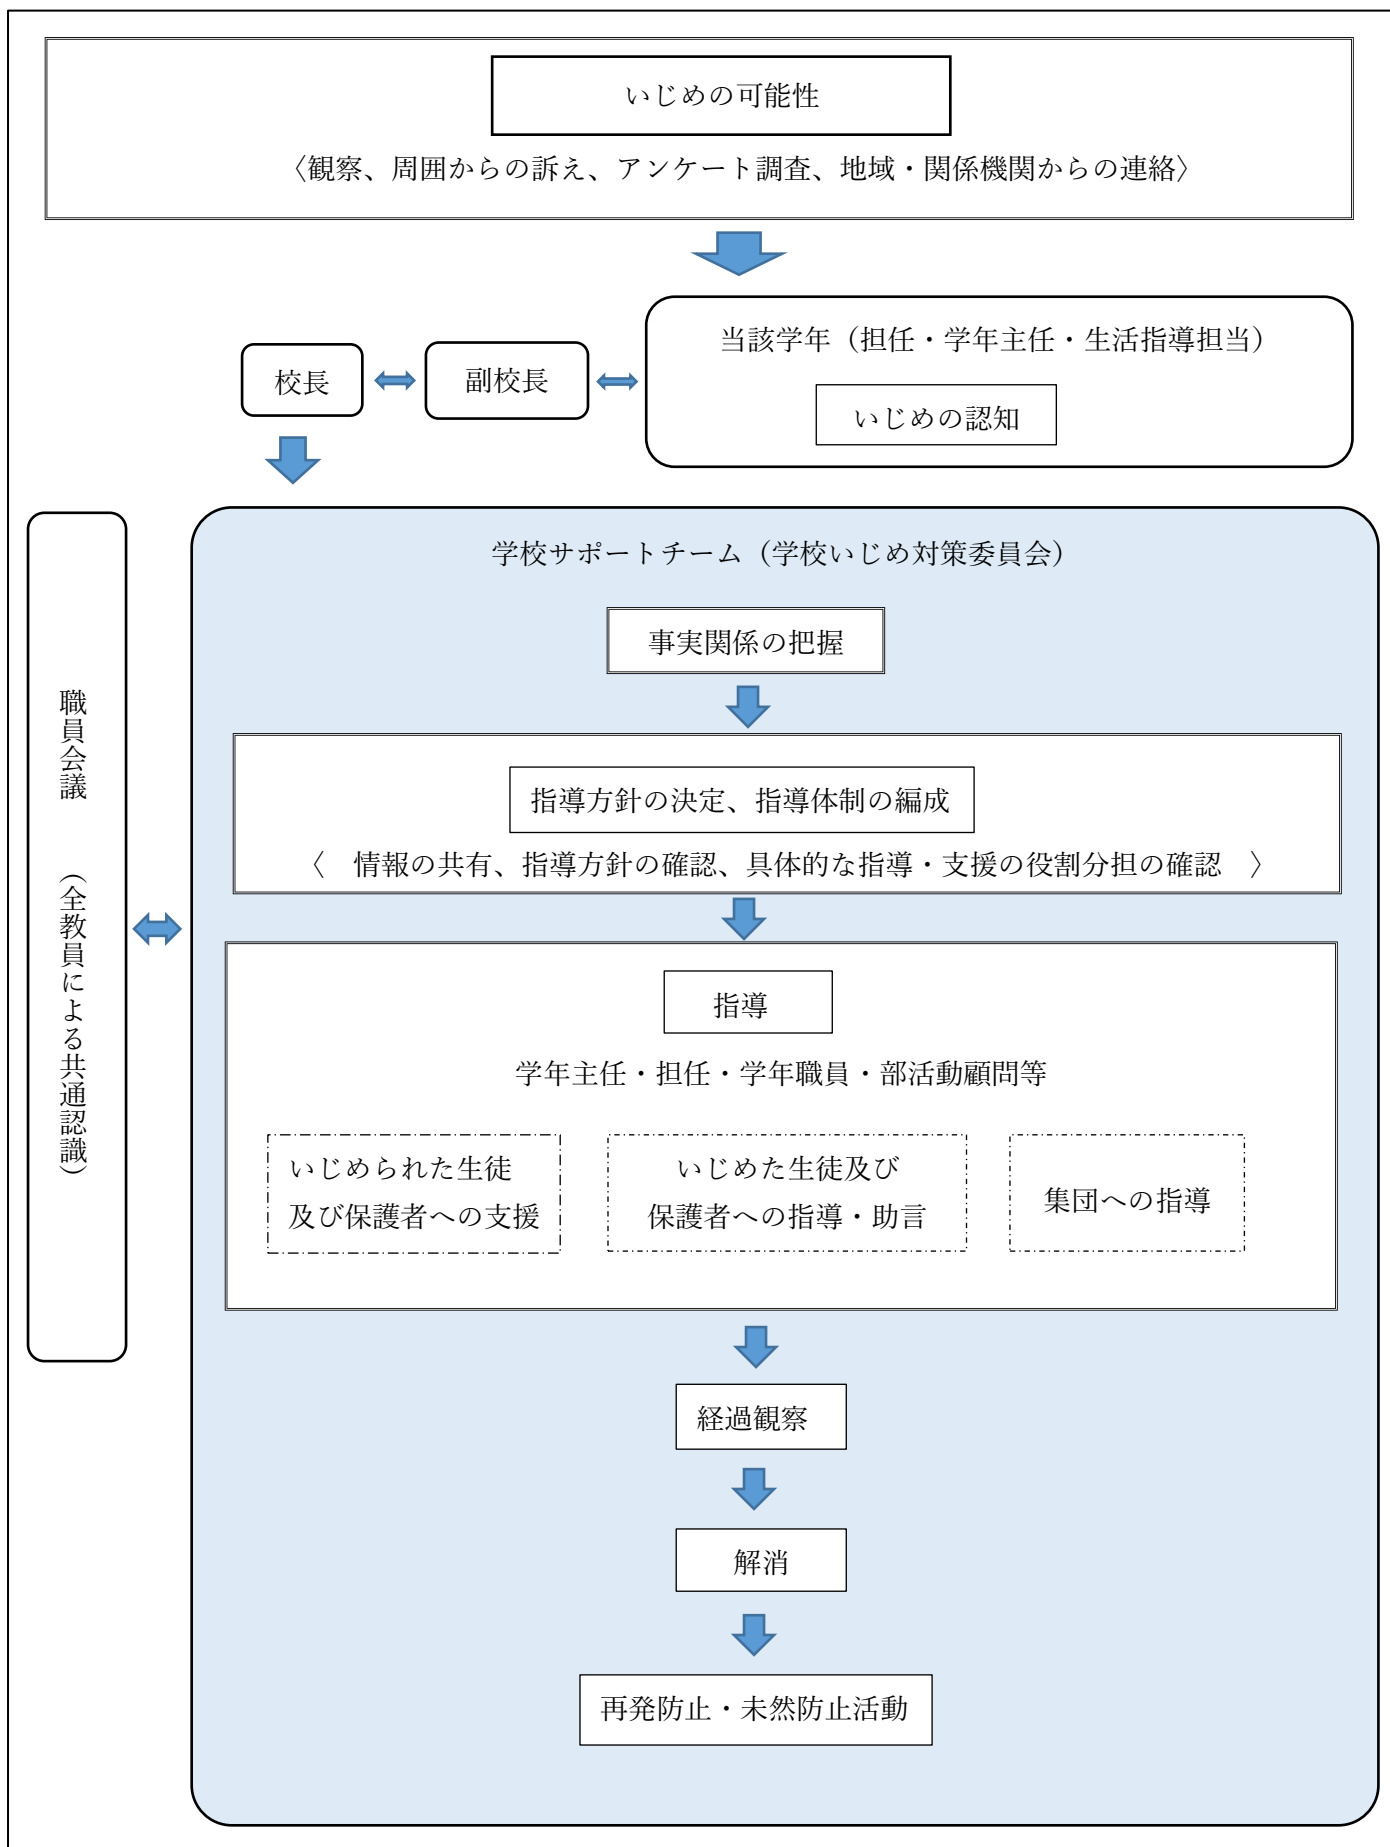 いじめの可能性
〈観察、周囲からの訴え、アンケート調査、地域・関係機関からの連絡〉
当該学年（担任・学年主任・生活指導担当）
校長
副校長
いじめの認知
職員会議　（全教員による共通認識）
学校サポートチーム（学校いじめ対策委員会）
事実関係の把握
指導方針の決定、指導体制の編成
〈　情報の共有、指導方針の確認、具体的な指導・支援の役割分担の確認　〉
指導
学年主任・担任・学年職員・部活動顧問等
いじめられた生徒
及び保護者への支援
いじめた生徒及び
保護者への指導・助言
集団への指導
経過観察
解消
再発防止・未然防止活動